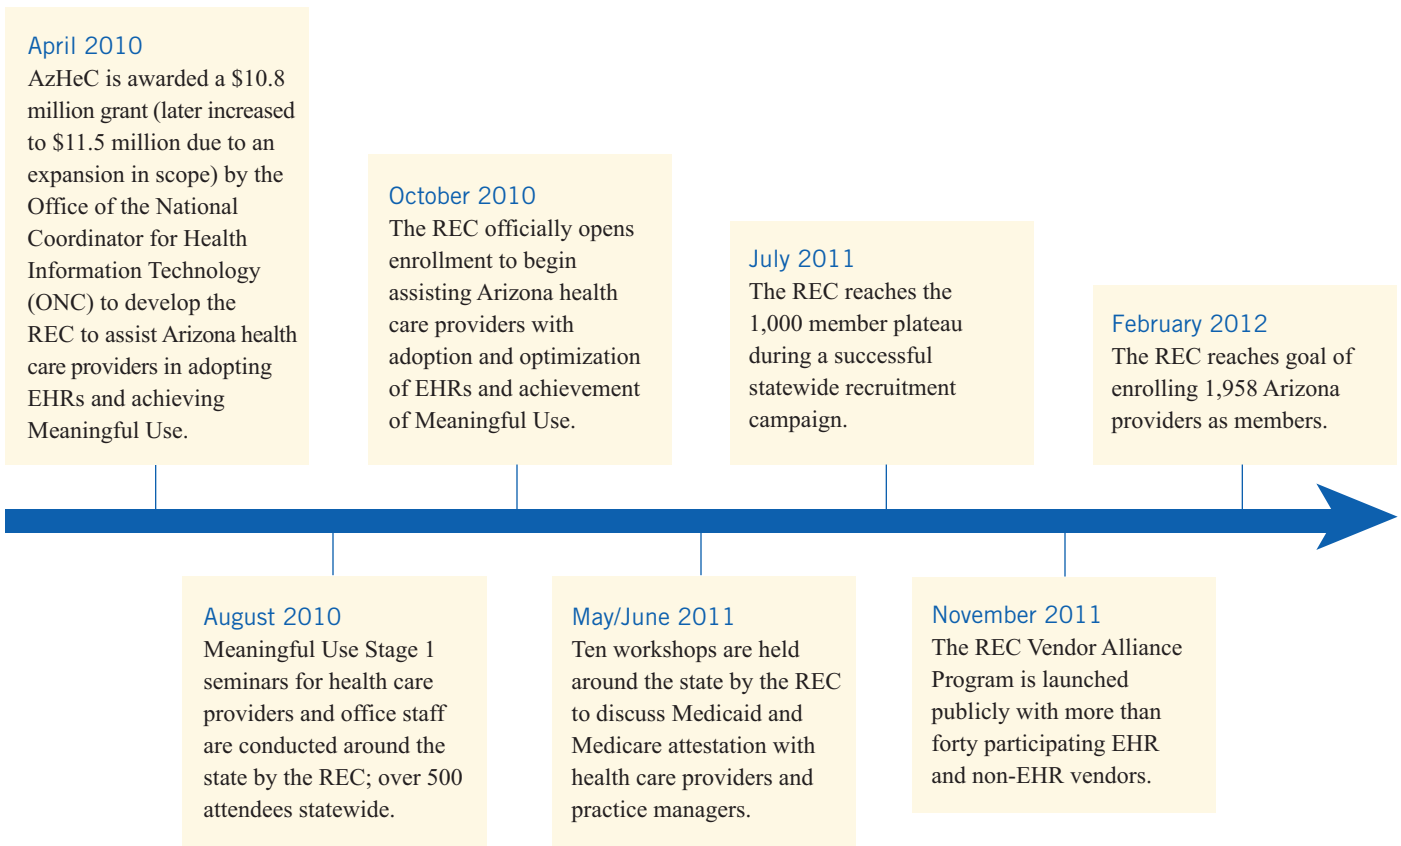 April 2010
AzHeC is awarded a $10.8
million grant (later increased
to $11.5 million due to an
expansion in scope) by the
Office of the National
Coordinator for Health
Information Technology
(ONC) to develop the
REC to assist Arizona health
care providers in adopting
EHRs and achieving
Meaningful Use.
August 2010
Meaningful Use Stage 1
seminars for health care
providers and office staff
are conducted around the
state by the REC; over 500
attendees statewide.
October 2010
The REC officially opens
enrollment to begin
assisting Arizona health
care providers with
adoption and optimization
of EHRs and achievement
of Meaningful Use.
May/June 2011
Ten workshops are held
around the state by the REC
to discuss Medicaid and
Medicare attestation with
health care providers and
practice managers.
July 2011
The REC reaches the
1,000 member plateau
during a successful
statewide recruitment
campaign.
November 2011
The REC Vendor Alliance
Program is launched
publicly with more than
forty participating EHR
and non-EHR vendors.
February 2012
The REC reaches goal of
enrolling 1,958 Arizona
providers as members.